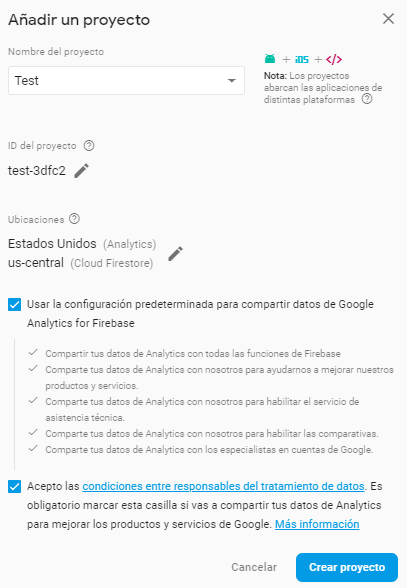 Añadir un proyecto
Nombre del proyecto
Test
+ iOS + </>
Nota: Los proyectos
abarcan las aplicaciones de
distintas plataformas
ID del proyecto
test-3dfc2
Ubicaciones
Estados Unidos (Analytics)
us-central (Cloud Firestore)
Usar la configuración predeterminada para compartir datos de Google
Analytics for Firebase
Compartir tus datos de Analytics con todas las funciones de Firebase
Comparte tus datos de Analytics con nosotros para ayudarnos a mejorar nuestros
productos y servicios.
Comparte tus datos de Analytics con nosotros para habilitar el servicio de
asistencia técnica.
Comparte tus datos de Analytics con nosotros para habilitar las comparativas.
Comparte tus datos de Analytics con los especialistas en cuentas de Google.
Acepto las condiciones entre responsables del tratamiento de datos. Es
obligatorio marcar esta casilla si vas a compartir tus datos de Analytics
para mejorar los productos y servicios de Google. Más información
Cancelar Crear proyecto